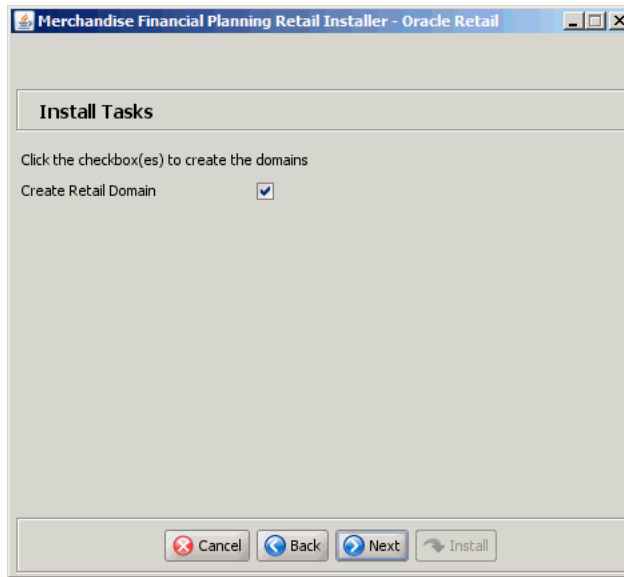 Merchandise Financial Planning Retail Installer - Oracle Retail
Install Tasks
Click the checkbox(es) to create the domains
Create Retail Domain
Cancel Back Next Install